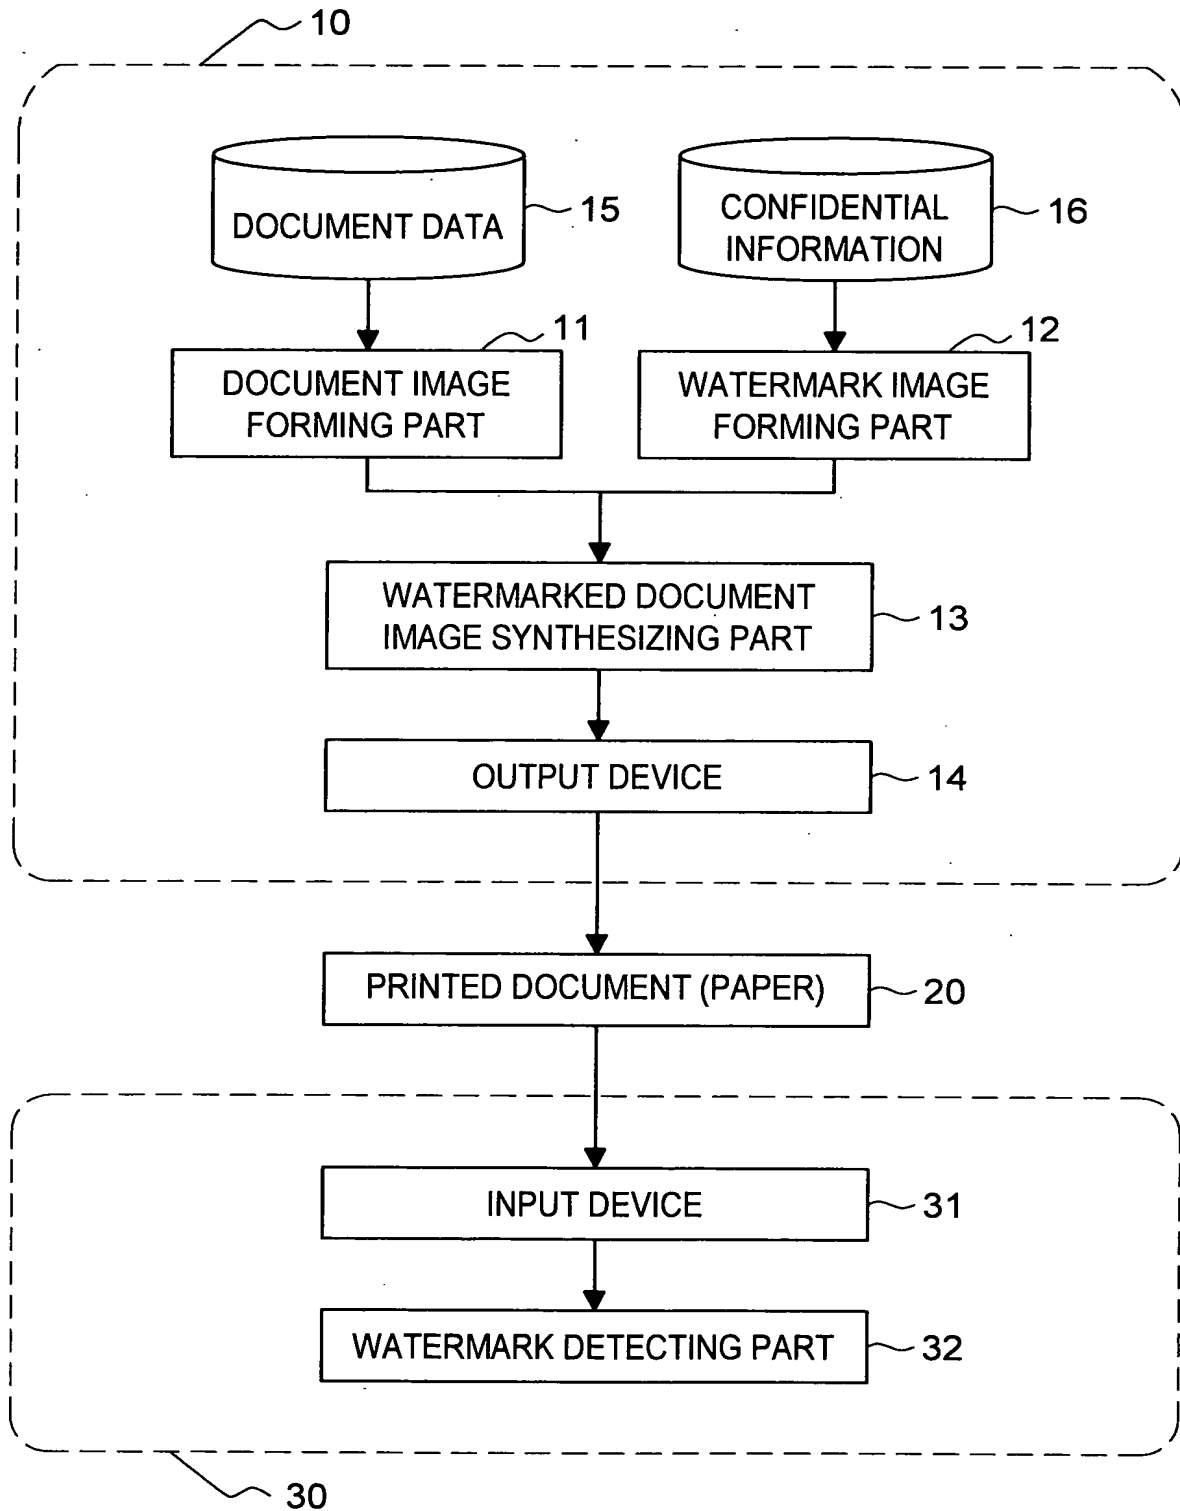 10
DOCUMENT DATA
15
CONFIDENTIAL
INFORMATION
16
11
DOCUMENT IMAGE
FORMING PART
12
WATERMARK IMAGE
FORMING PART
WATERMARKED DOCUMENT
IMAGE SYNTHESIZING PART
13
OUTPUT DEVICE
14
PRINTED DOCUMENT (PAPER)
20
INPUT DEVICE
31
WATERMARK DETECTING PART
32
30